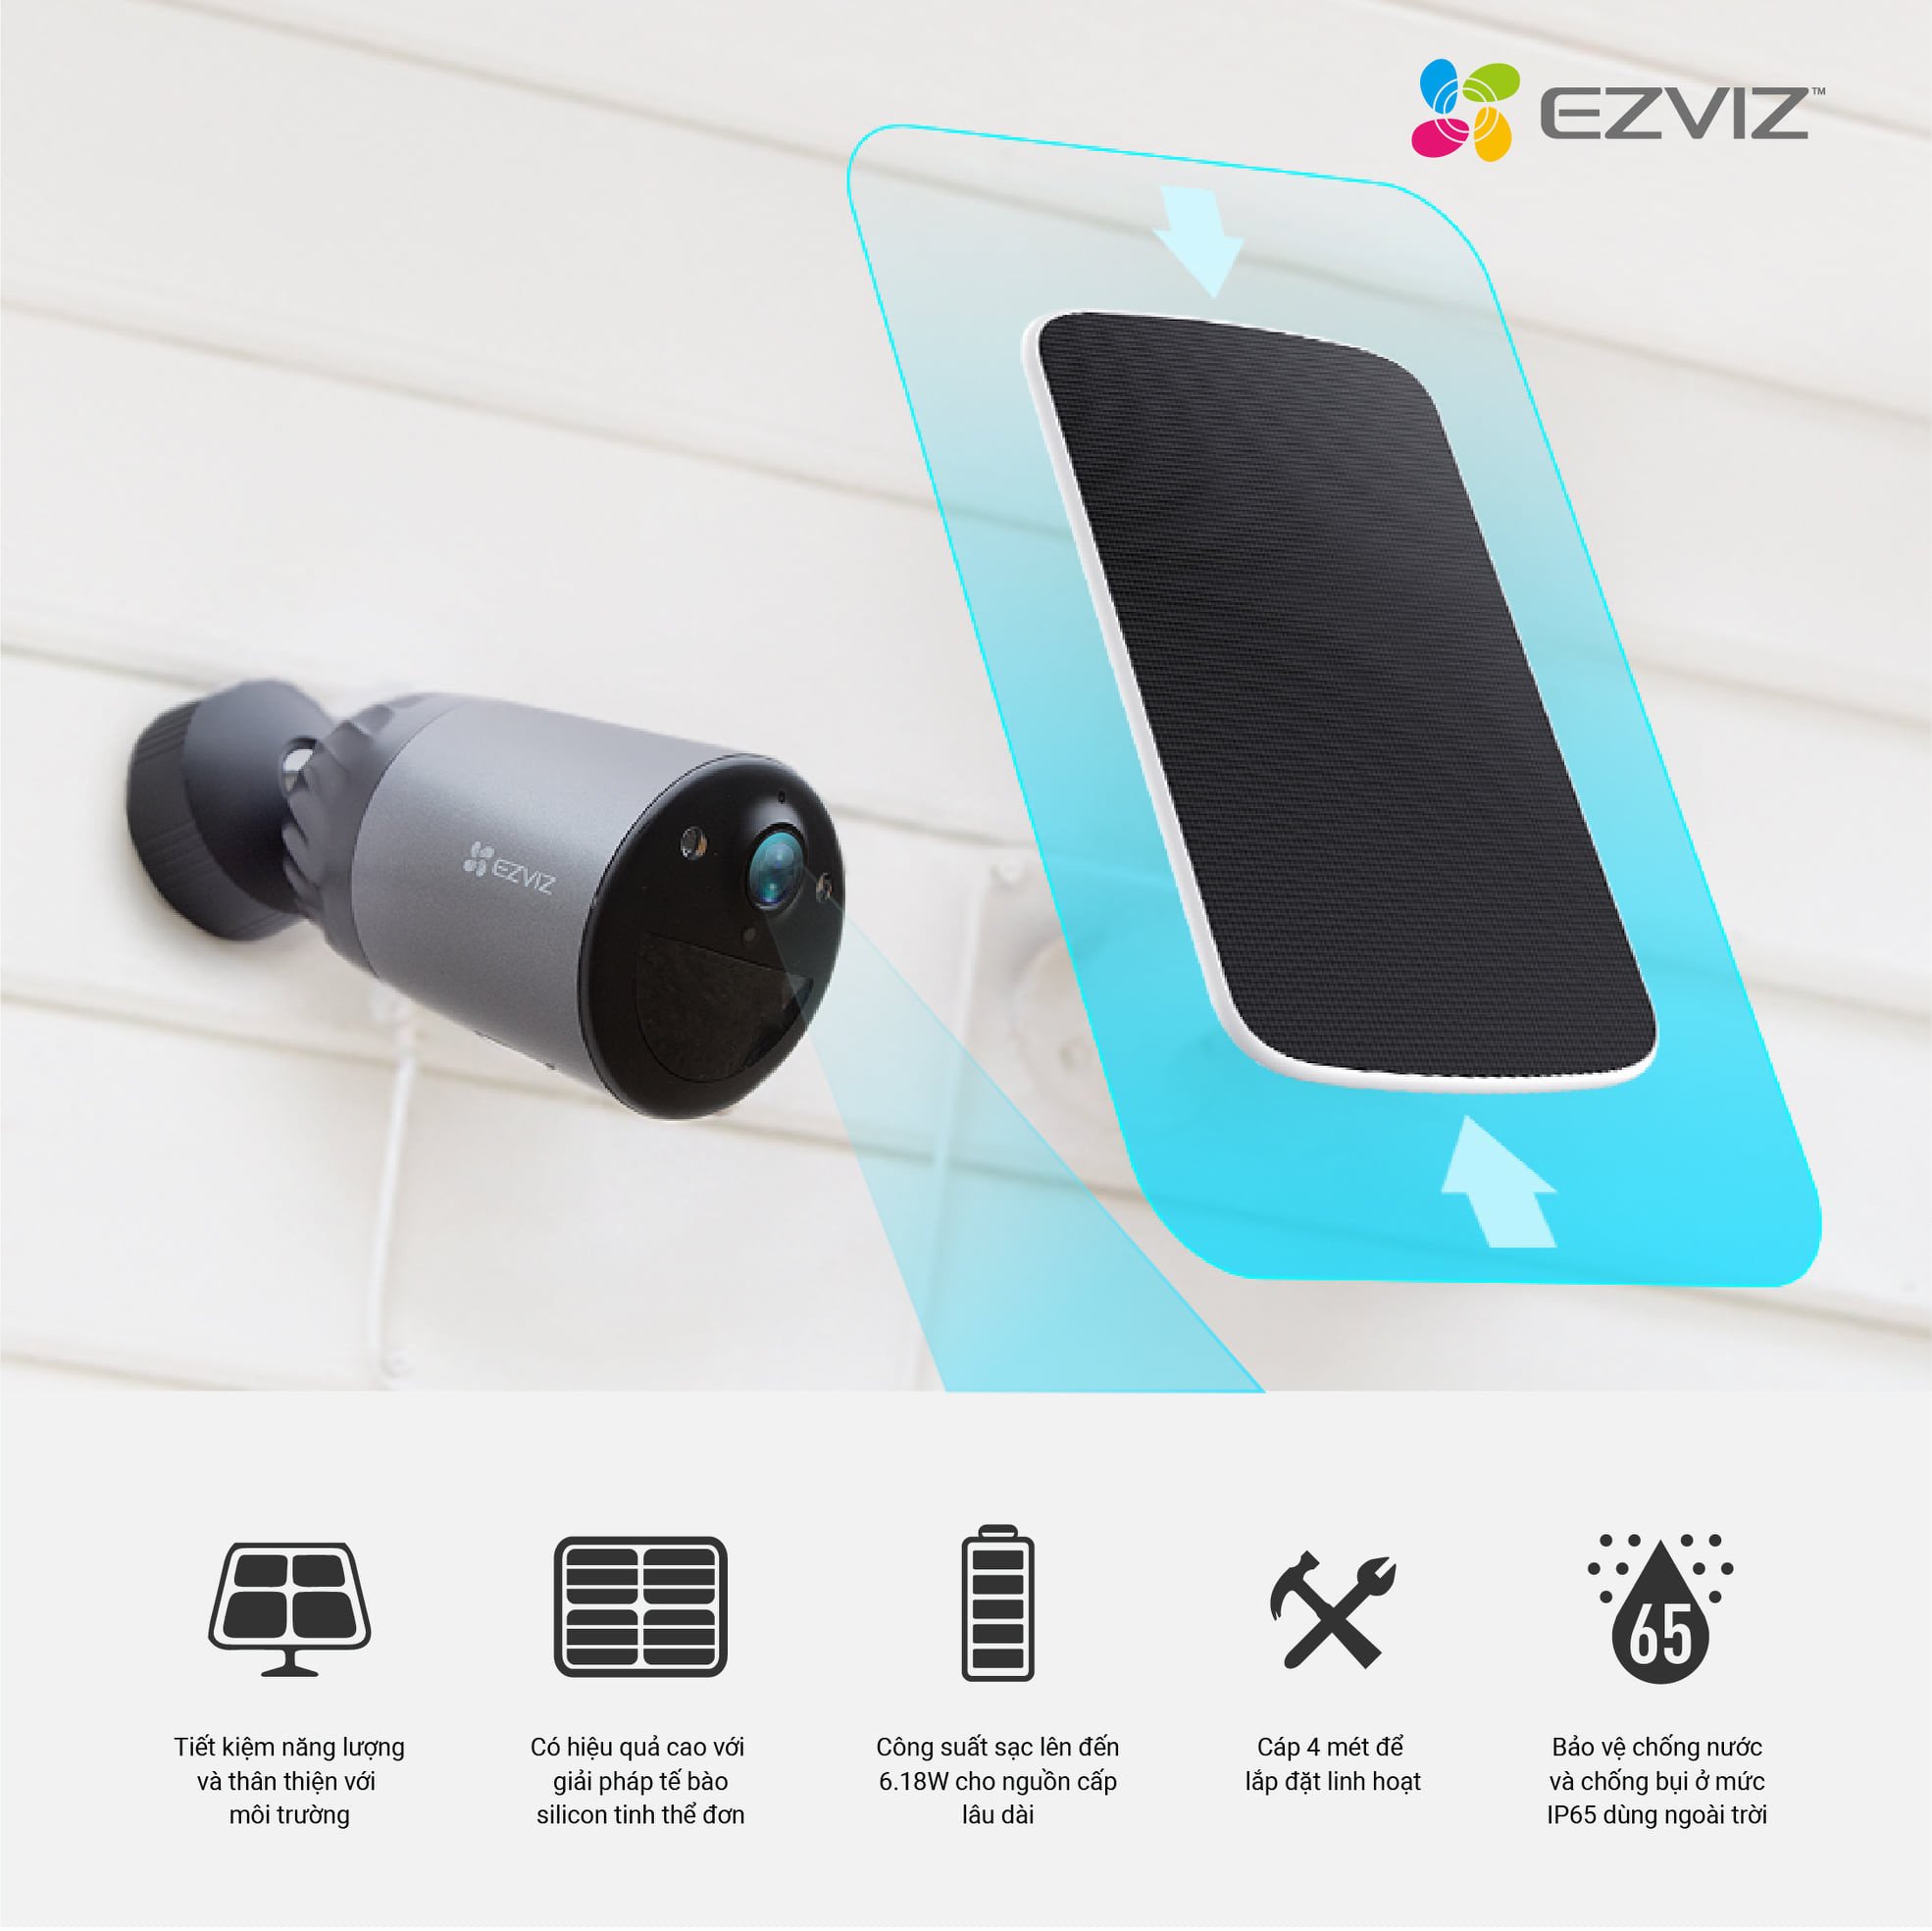 EZVIZ™
EZVIZ
65
Tiết kiệm năng lượng
và thân thiện với
môi trường
Có hiệu quả cao với
giải pháp tế bào
silicon tinh thể đơn
Công suất sạc lên đến
6.18W cho nguồn cấp
lâu dài
Cáp 4 mét để
lắp đặt linh hoạt
Bảo vệ chống nước
và chống bụi ở mức
IP65 dùng ngoài trời